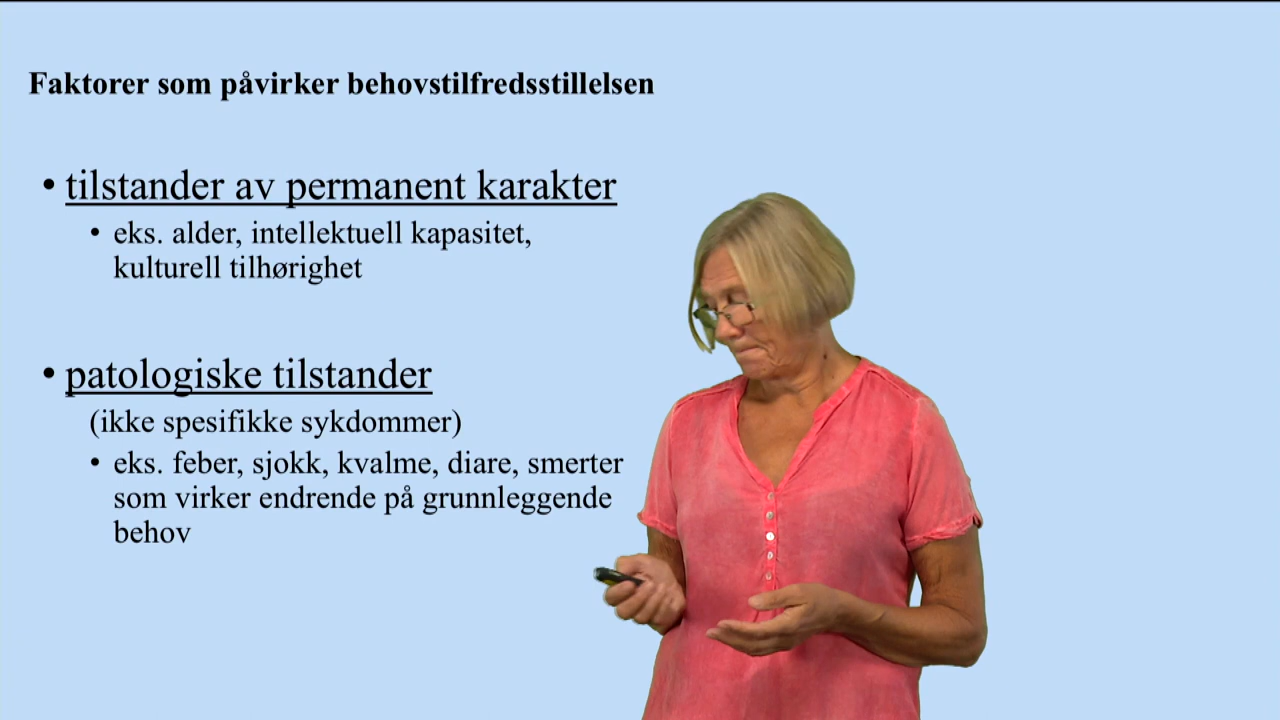 Faktorer som påvirker behovstilfredsstillelsen
• tilstander av permanent karakter
• eks. alder, intellektuell kapasitet,
kulturell tilhørighet
• patologiske tilstander
(ikke spesifikke sykdommer)
• eks. feber, sjokk, kvalme, diare, smerter
som virker endrende på grunnleggende
behov